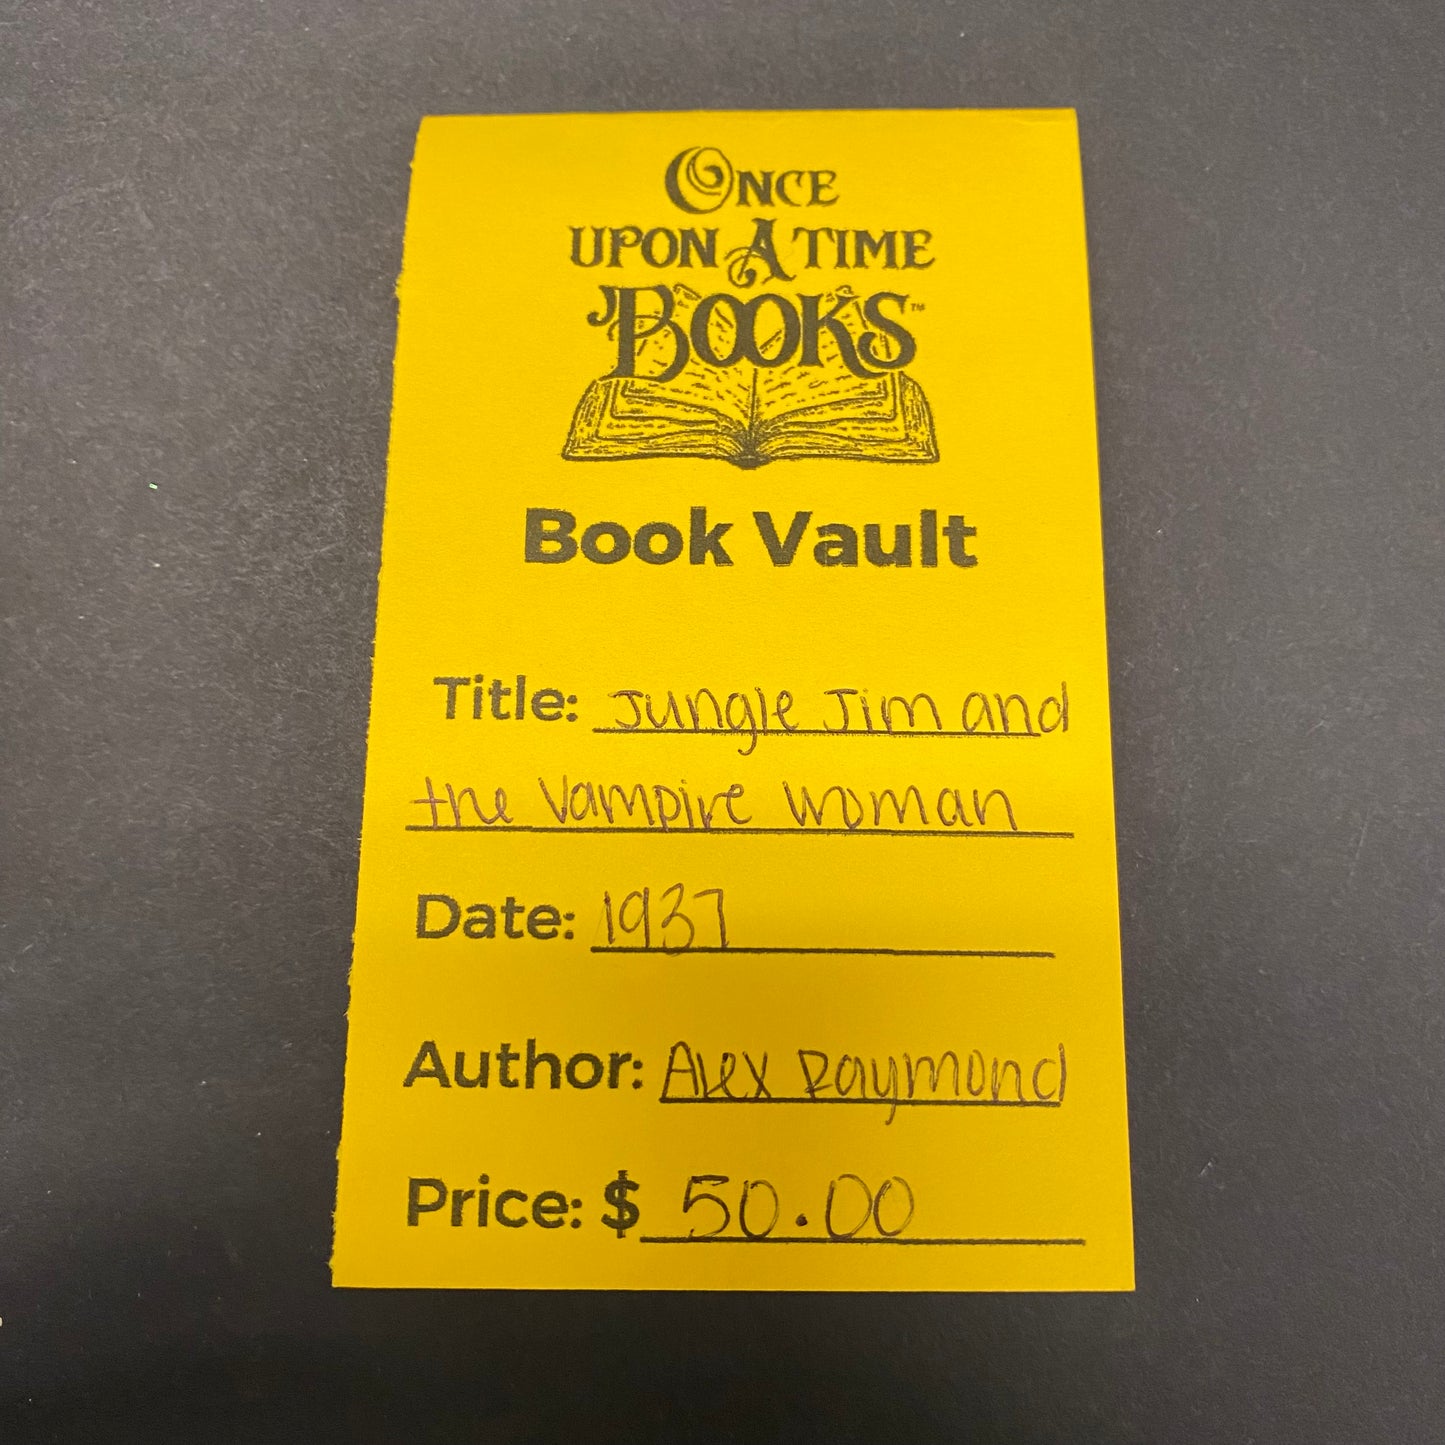 ONCE
UPON A TIME
BOOKS™
Book Vault
Title: Jungle Jim and
the Vampire Woman
Date: 1937
Author: Alex Raymond
Price: $ 50.00